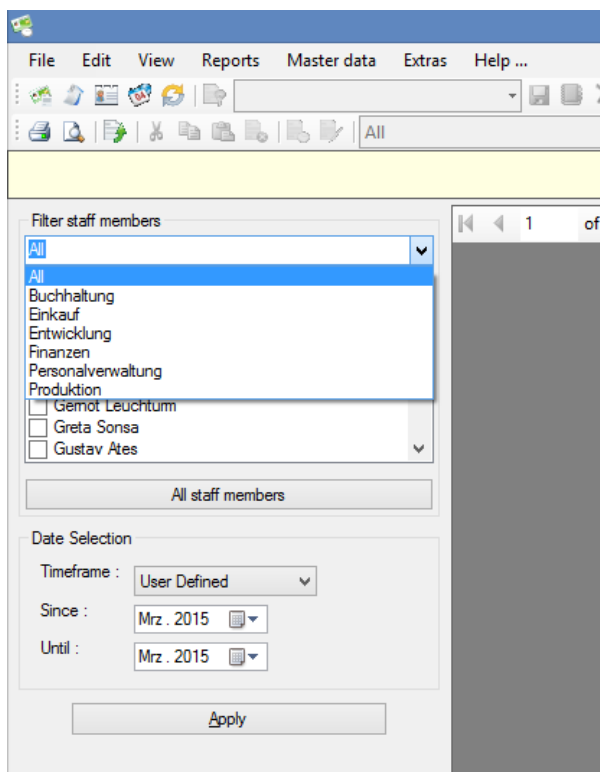 File Edit View Reports Master data Extras Help ...
All
Filter staff members
All
1 of
All
Buchhaltung
Einkauf
Entwicklung
Finanzen
Personalverwaltung
Produktion
Gernot Leuchtturm
Greta Sonsa
Gustav Ates
All staff members
Date Selection
Timeframe :
User Defined
Since :
Mrz . 2015
Until :
Mrz . 2015
Apply